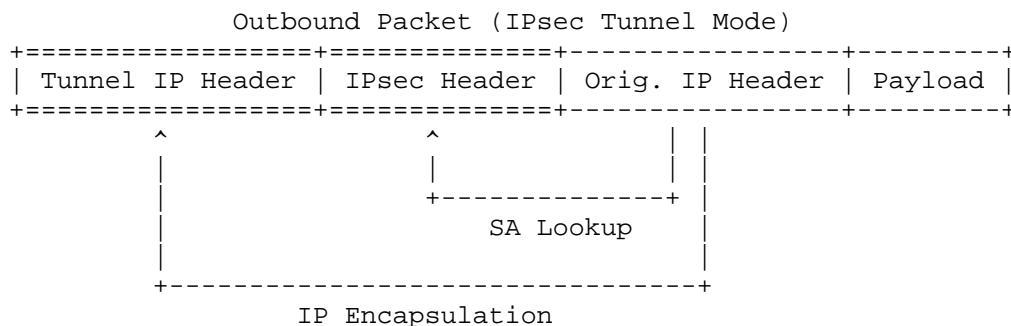 Outbound Packet (IPsec Tunnel Mode)
Tunnel IP Header | IPsec Header | Orig. IP Header | Payload
SA Lookup
IP Encapsulation